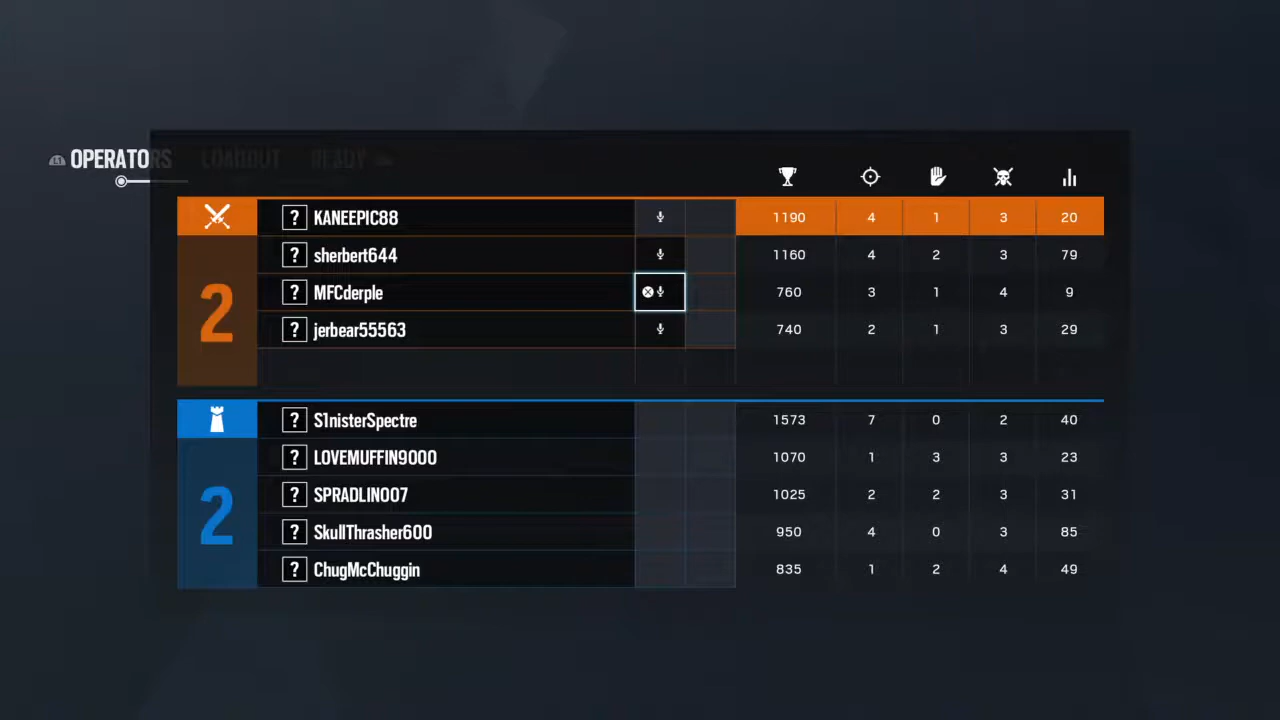 L1 OPERATORS LOADOUT READY
2
? KANEEPIC88 1190 4 1 3 20
? sherbert644 1160 4 2 3 79
? MFCderple 760 3 1 4 9
? jerbear55563 740 2 1 3 29
2
? S1nisterSpectre 1573 7 0 2 40
? LOVEMUFFIN9000 1070 1 3 3 23
? SPRADLIN007 1025 2 2 3 31
? SkullThrasher600 950 4 0 3 85
? ChugMcChuggin 835 1 2 4 49